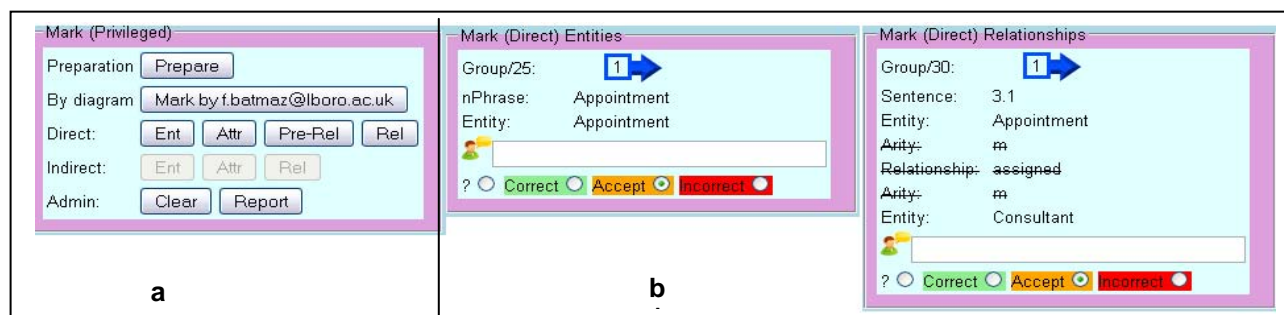 Mark (Privileged)
Preparation Prepare
By diagram Mark by f.batmaz@lboro.ac.uk
Direct: Ent Attr Pre-Rel Rel
Indirect: Ent Attr Rel
Admin: Clear Report
a
Mark (Direct) Entities
Group/25: 1
nPhrase: Appointment
Entity: Appointment
? Correct Accept Incorrect
Mark (Direct) Relationships
Group/30: 1
Sentence: 3.1
Entity: Appointment
Arity: m
Relationship: assigned
Arity: m
Entity: Consultant
? Correct Accept Incorrect
b